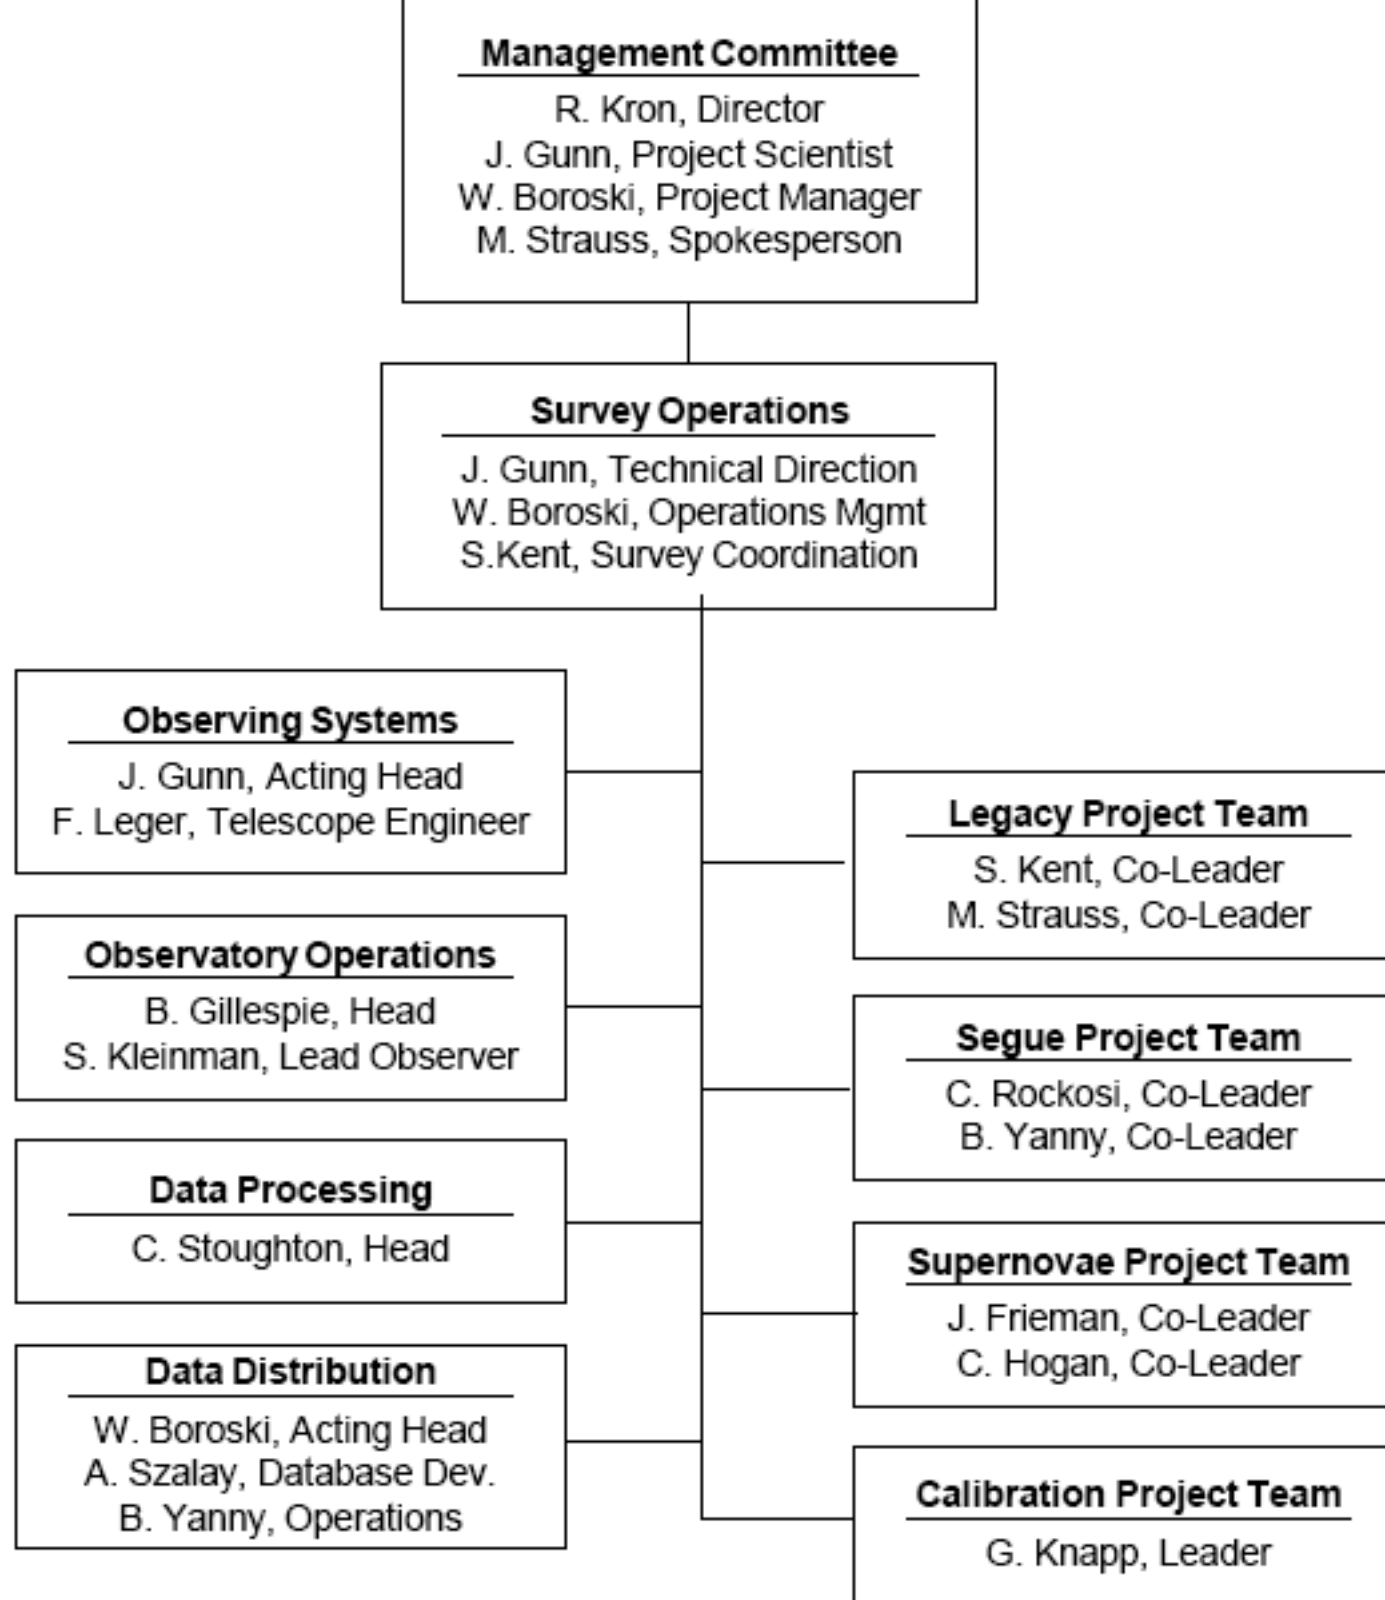 Management Committee
R. Kron, Director
J. Gunn, Project Scientist
W. Boroski, Project Manager
M. Strauss, Spokesperson
Survey Operations
J. Gunn, Technical Direction
W. Boroski, Operations Mgmt
S.Kent, Survey Coordination
Observing Systems
J. Gunn, Acting Head
F. Leger, Telescope Engineer
Observatory Operations
B. Gillespie, Head
S. Kleinman, Lead Observer
Data Processing
C. Stoughton, Head
Data Distribution
W. Boroski, Acting Head
A. Szalay, Database Dev.
B. Yanny, Operations
Legacy Project Team
S. Kent, Co-Leader
M. Strauss, Co-Leader
Segue Project Team
C. Rockosi, Co-Leader
B. Yanny, Co-Leader
Supernovae Project Team
J. Frieman, Co-Leader
C. Hogan, Co-Leader
Calibration Project Team
G. Knapp, Leader